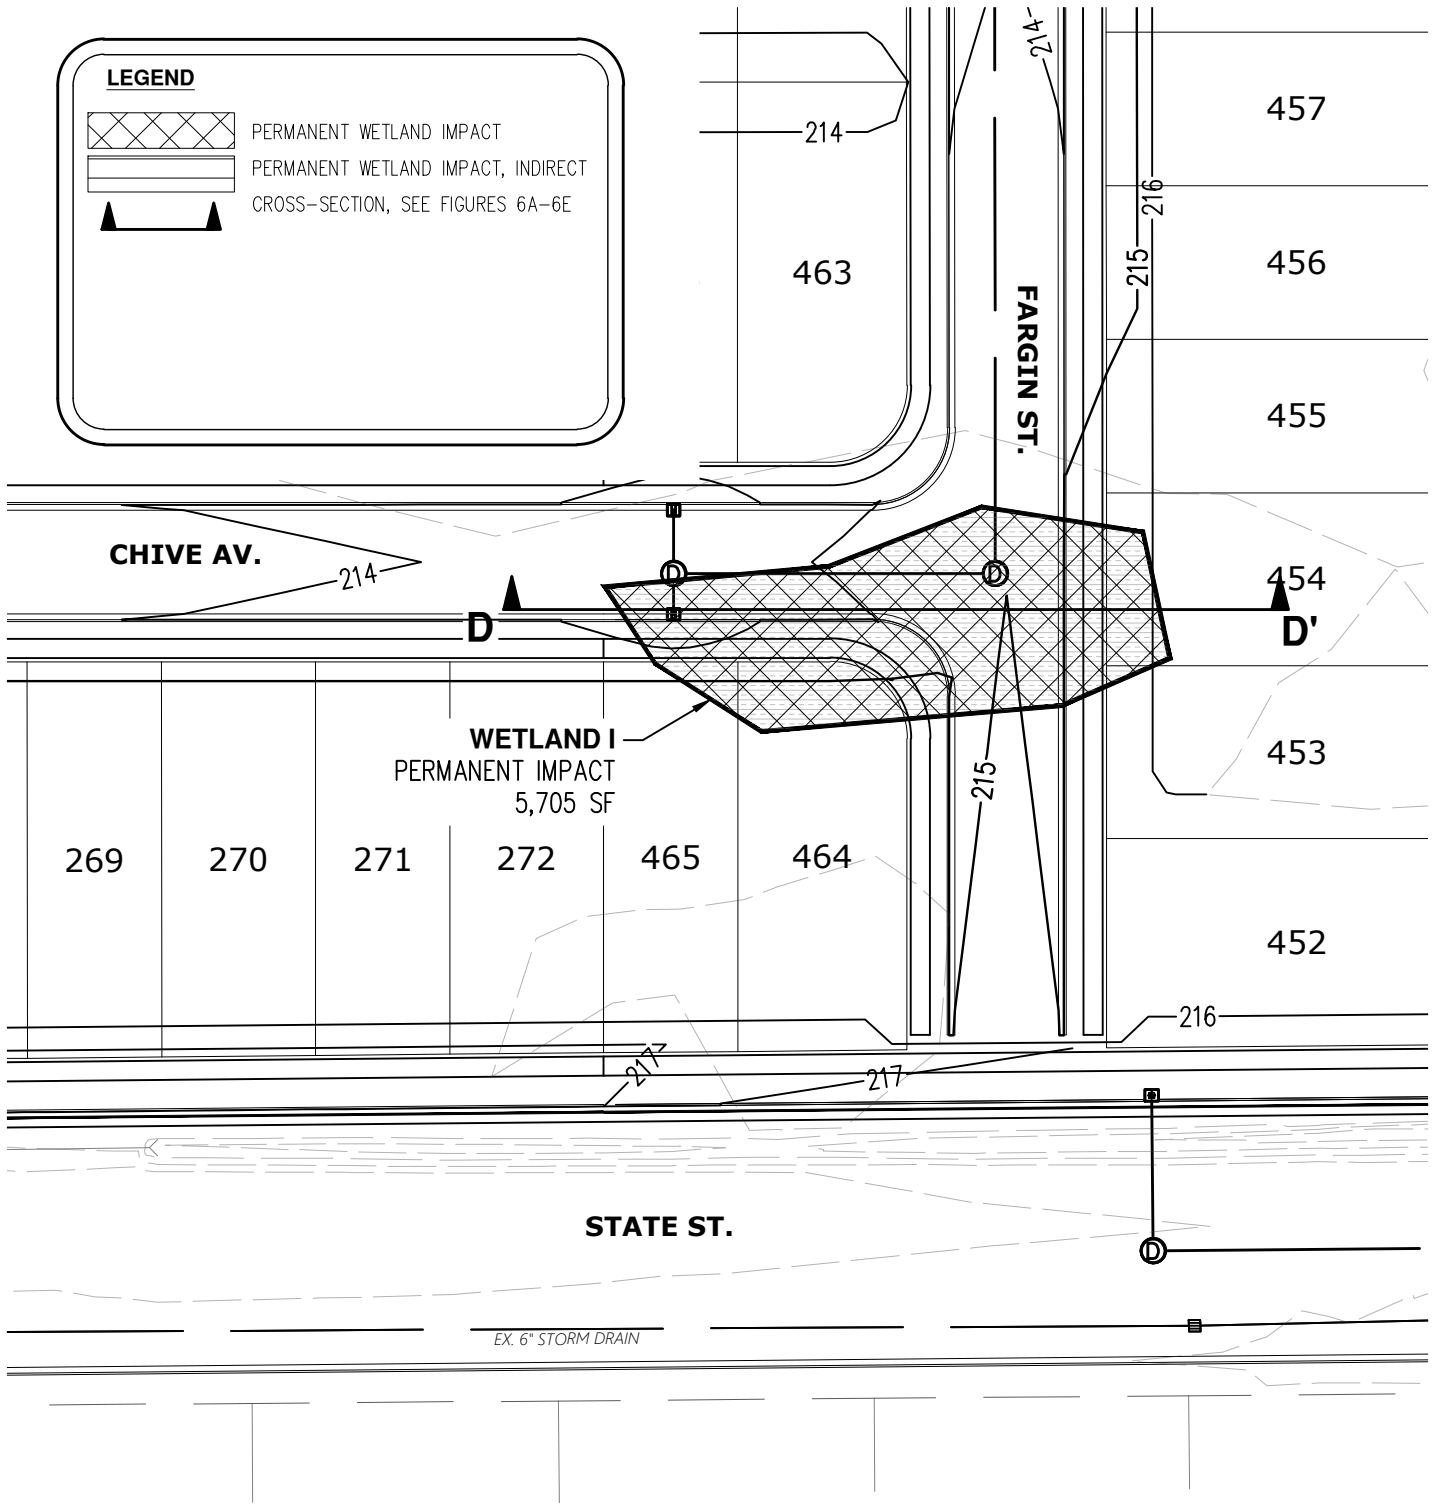 LEGEND
PERMANENT WETLAND IMPACT
PERMANENT WETLAND IMPACT, INDIRECT
CROSS-SECTION, SEE FIGURES 6A-6E
214
214
457
216
463
215
456
FARGIN ST.
455
CHIVE AV.
214
D
D
454
D
D'
WETLAND I
PERMANENT IMPACT
5,705 SF
215
453
269
270
271
272
465
464
452
216
217
217
STATE ST.
D
EX. 6" STORM DRAIN